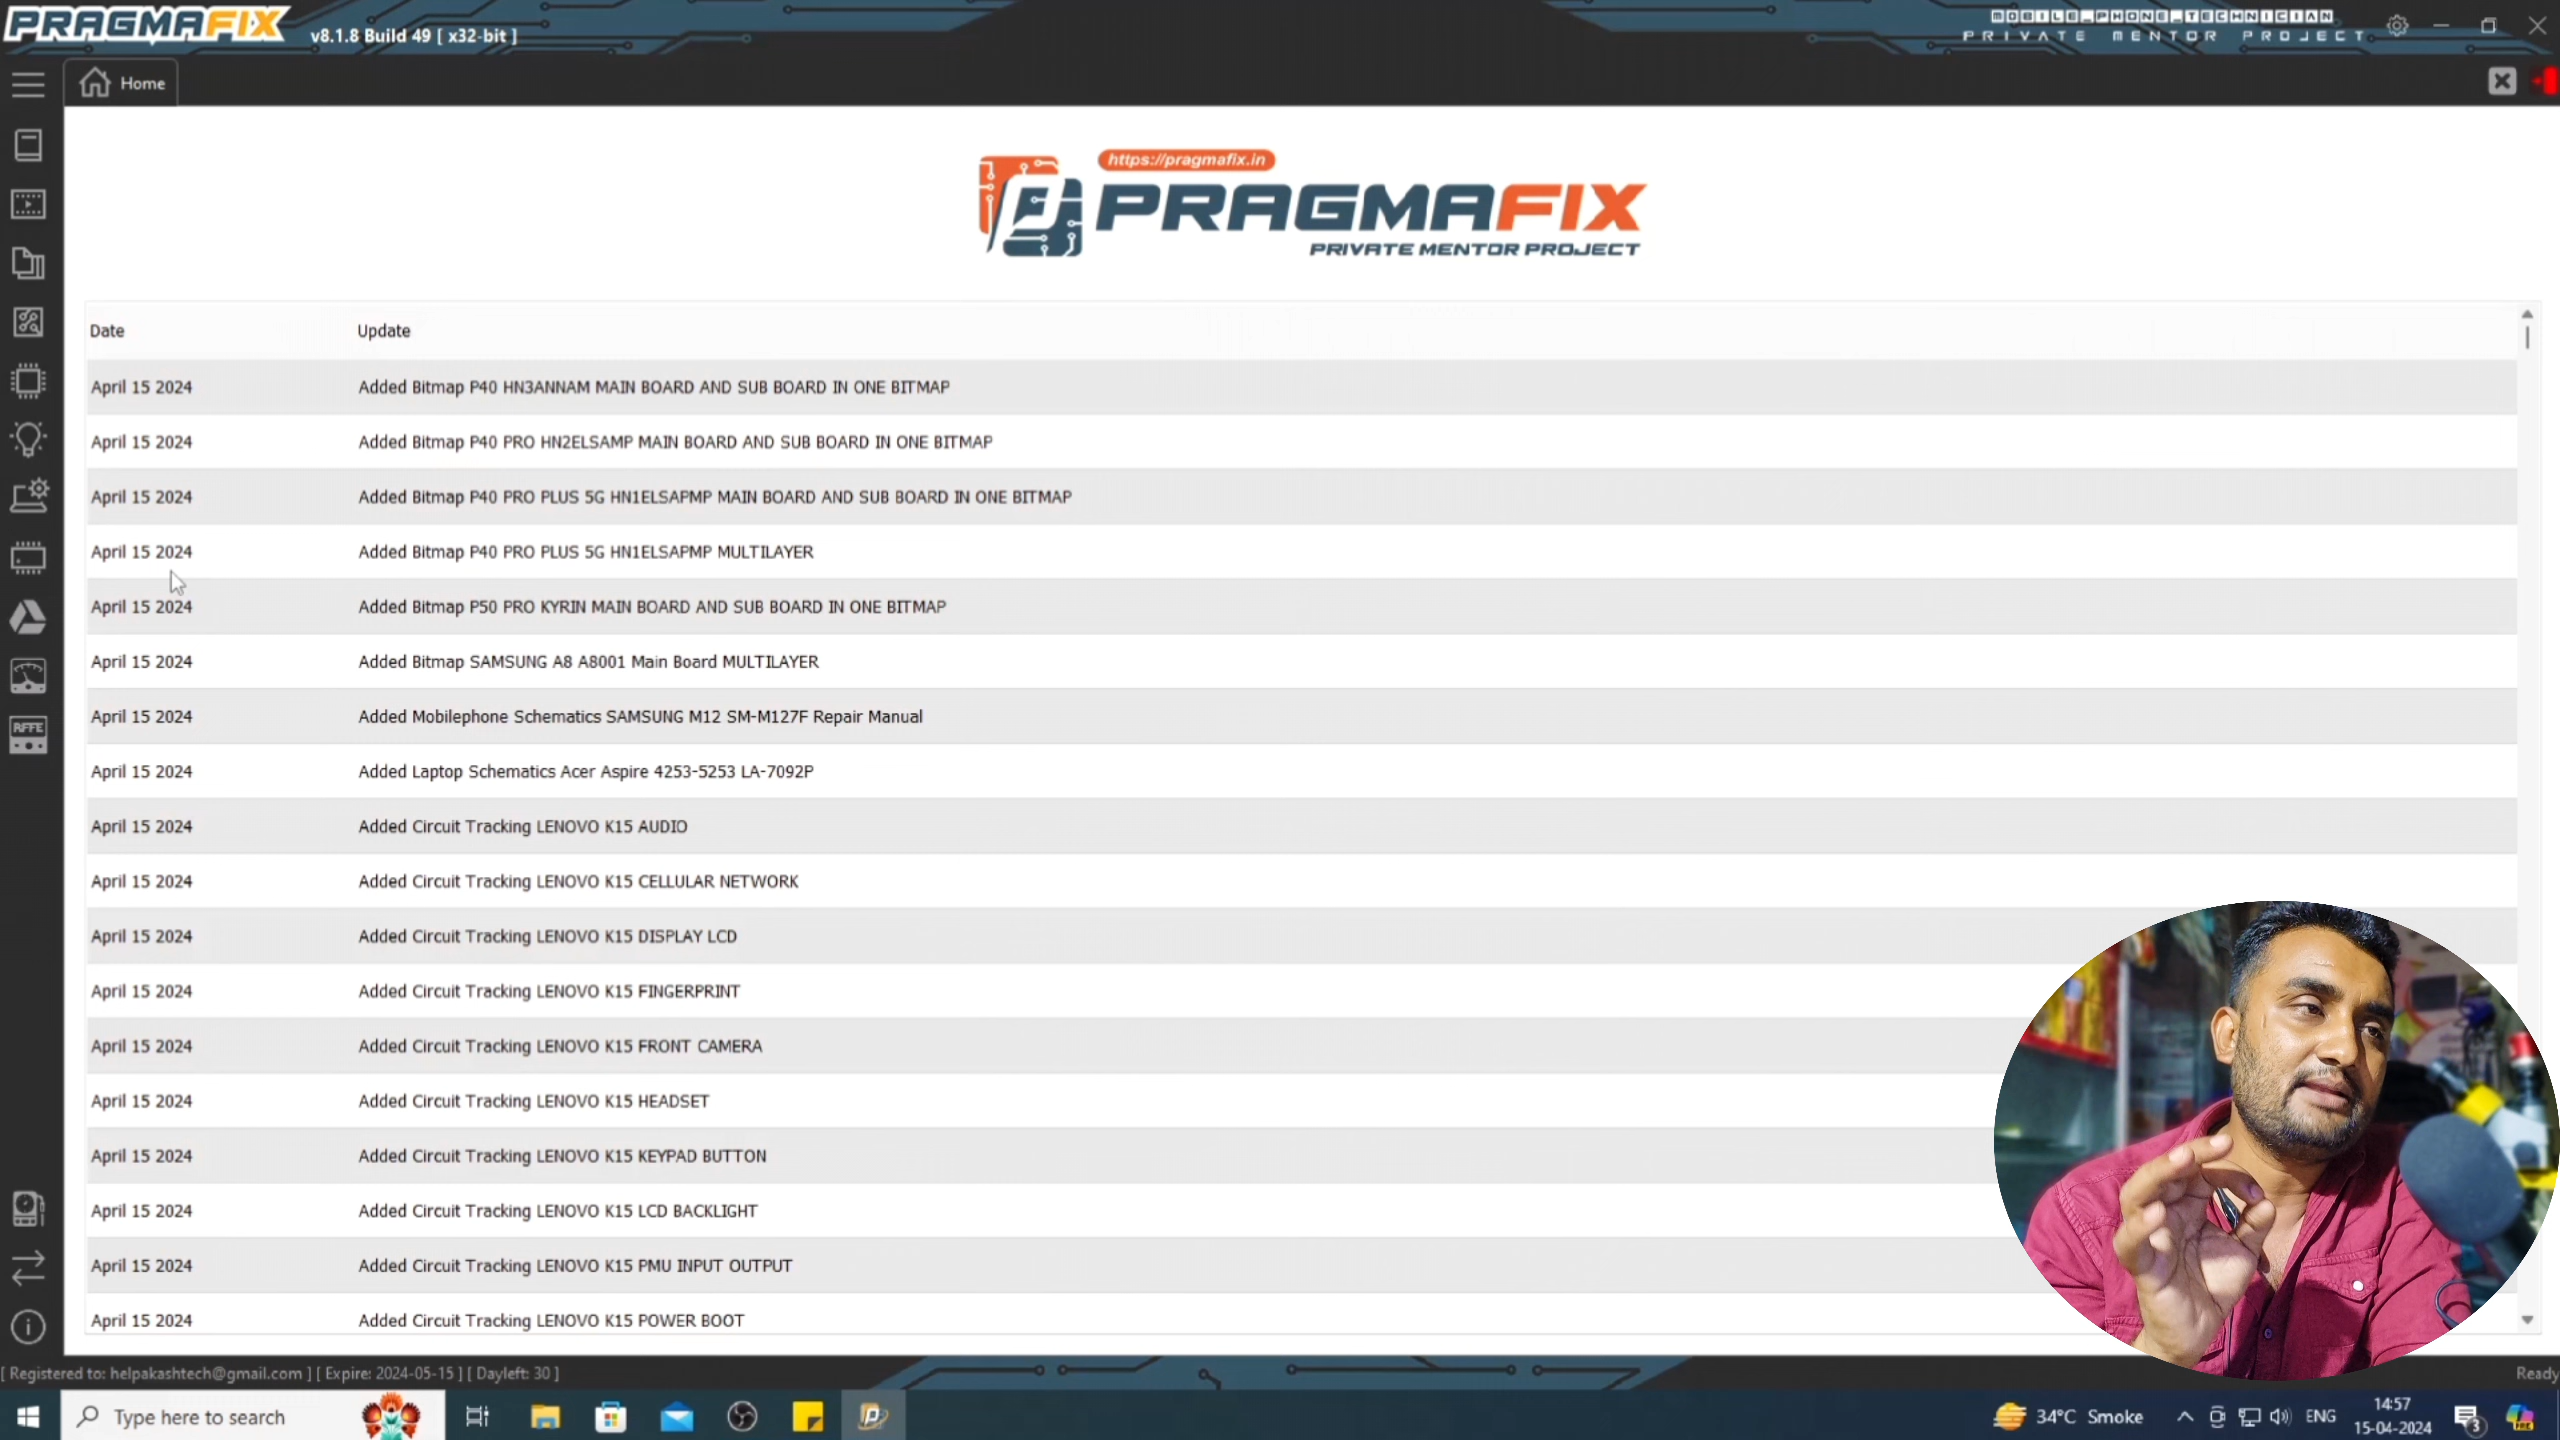 PRAGMAFIX
v8.1.8 Build 49 [ x32-bit ]
MOBILE_PHONE_TECHNICIAN
PRIVATE MENTOR PROJECT
Home
https://pragmafix.in
PRAGMAFIX
PRIVATE MENTOR PROJECT
Date Update
April 15 2024 Added Bitmap P40 HN3ANNAM MAIN BOARD AND SUB BOARD IN ONE BITMAP
April 15 2024 Added Bitmap P40 PRO HN2ELSAMP MAIN BOARD AND SUB BOARD IN ONE BITMAP
April 15 2024 Added Bitmap P40 PRO PLUS 5G HN1ELSAPMP MAIN BOARD AND SUB BOARD IN ONE BITMAP
April 15 2024 Added Bitmap P40 PRO PLUS 5G HN1ELSAPMP MULTILAYER
April 15 2024 Added Bitmap P50 PRO KYRIN MAIN BOARD AND SUB BOARD IN ONE BITMAP
April 15 2024 Added Bitmap SAMSUNG A8 A8001 Main Board MULTILAYER
April 15 2024 Added Mobilephone Schematics SAMSUNG M12 SM-M127F Repair Manual
April 15 2024 Added Laptop Schematics Acer Aspire 4253-5253 LA-7092P
April 15 2024 Added Circuit Tracking LENOVO K15 AUDIO
April 15 2024 Added Circuit Tracking LENOVO K15 CELLULAR NETWORK
April 15 2024 Added Circuit Tracking LENOVO K15 DISPLAY LCD
April 15 2024 Added Circuit Tracking LENOVO K15 FINGERPRINT
April 15 2024 Added Circuit Tracking LENOVO K15 FRONT CAMERA
April 15 2024 Added Circuit Tracking LENOVO K15 HEADSET
April 15 2024 Added Circuit Tracking LENOVO K15 KEYPAD BUTTON
April 15 2024 Added Circuit Tracking LENOVO K15 LCD BACKLIGHT
April 15 2024 Added Circuit Tracking LENOVO K15 PMU INPUT OUTPUT
April 15 2024 Added Circuit Tracking LENOVO K15 POWER BOOT
RFFE
[ Registered to: helpakashtech@gmail.com ] [ Expire: 2024-05-15 ] [ Dayleft: 30 ]
Ready
Type here to search
34°C Smoke
ENG
14:57
15-04-2024
3